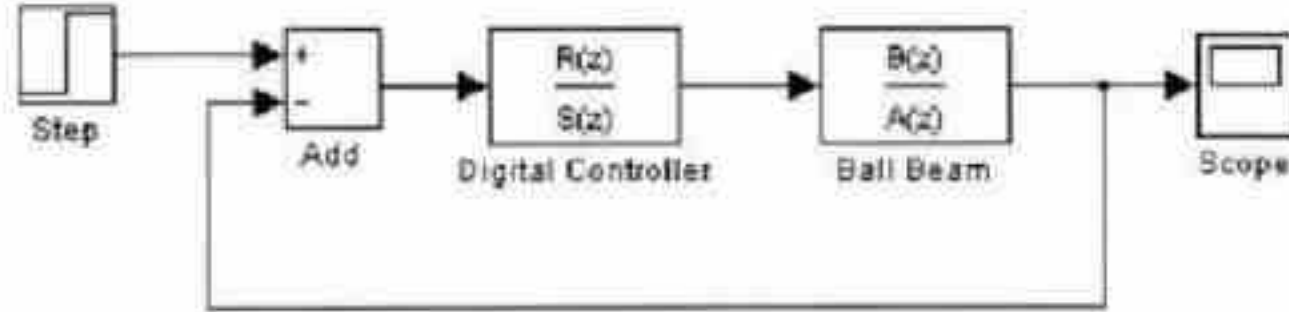 Step
+
−
Add
R(z)
S(z)
Digital Controller
B(z)
A(z)
Ball Beam
Scope